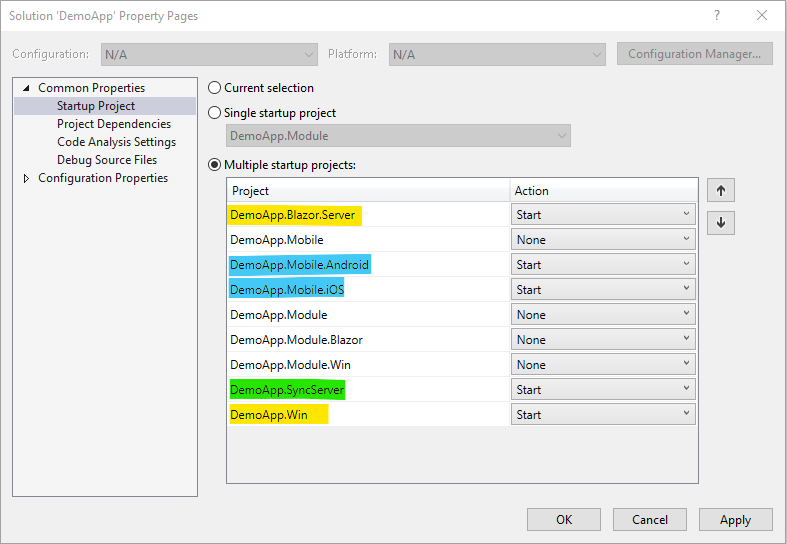 Solution 'DemoApp' Property Pages
?
Configuration: N/A Platform: N/A Configuration Manager...
Common Properties
Startup Project
Project Dependencies
Code Analysis Settings
Debug Source Files
Configuration Properties
Current selection
Single startup project
DemoApp.Module
Multiple startup projects:
Project Action
DemoApp.Blazor.Server Start
DemoApp.Mobile None
DemoApp.Mobile.Android Start
DemoApp.Mobile.iOS Start
DemoApp.Module None
DemoApp.Module.Blazor None
DemoApp.Module.Win None
DemoApp.SyncServer Start
DemoApp.Win Start
OK Cancel Apply